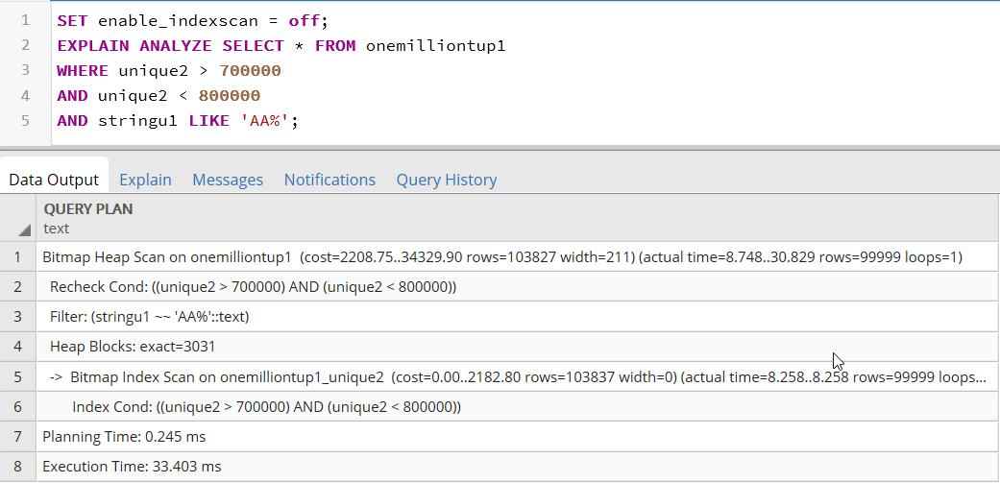 1 SET enable_indexscan = off;
2 EXPLAIN ANALYZE SELECT * FROM onemilliontup1
3 WHERE unique2 > 700000
4 AND unique2 < 800000
5 AND stringu1 LIKE 'AA%';
Data Output Explain Messages Notifications Query History
QUERY PLAN
text
1 Bitmap Heap Scan on onemilliontup1 (cost=2208.75..34329.90 rows=103827 width=211) (actual time=8.748..30.829 rows=99999 loops=1)
2 Recheck Cond: ((unique2 > 700000) AND (unique2 < 800000))
3 Filter: (stringu1 ~~ 'AA%'::text)
4 Heap Blocks: exact=3031
5 -> Bitmap Index Scan on onemilliontup1_unique2 (cost=0.00..2182.80 rows=103837 width=0) (actual time=8.258..8.258 rows=99999 loops...
6 Index Cond: ((unique2 > 700000) AND (unique2 < 800000))
7 Planning Time: 0.245 ms
8 Execution Time: 33.403 ms